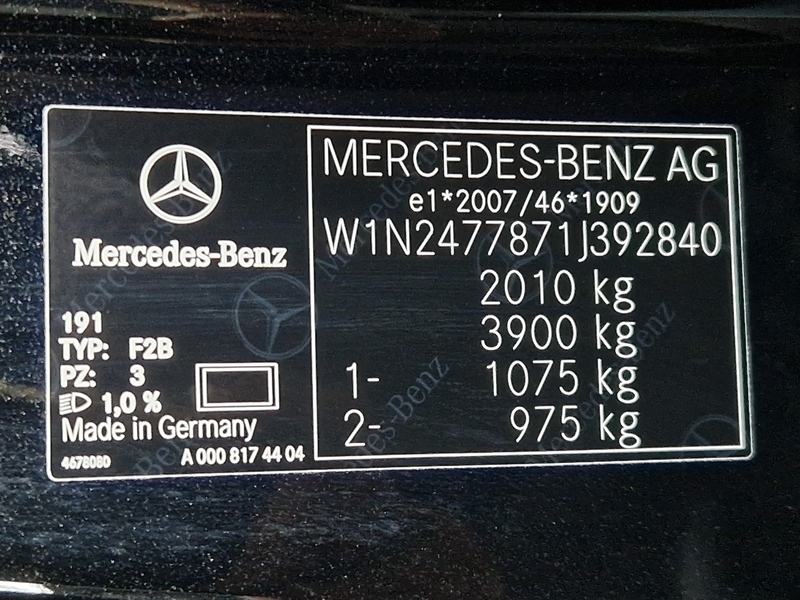 Mercedes-Benz
191
TYP: F2B
PZ: 3
1,0 %
Made in Germany
4678080 A 000 817 44 04
MERCEDES-BENZ AG
e1*2007/46*1909
W1N2477871J392840
2010 kg
3900 kg
1- 1075 kg
2- 975 kg